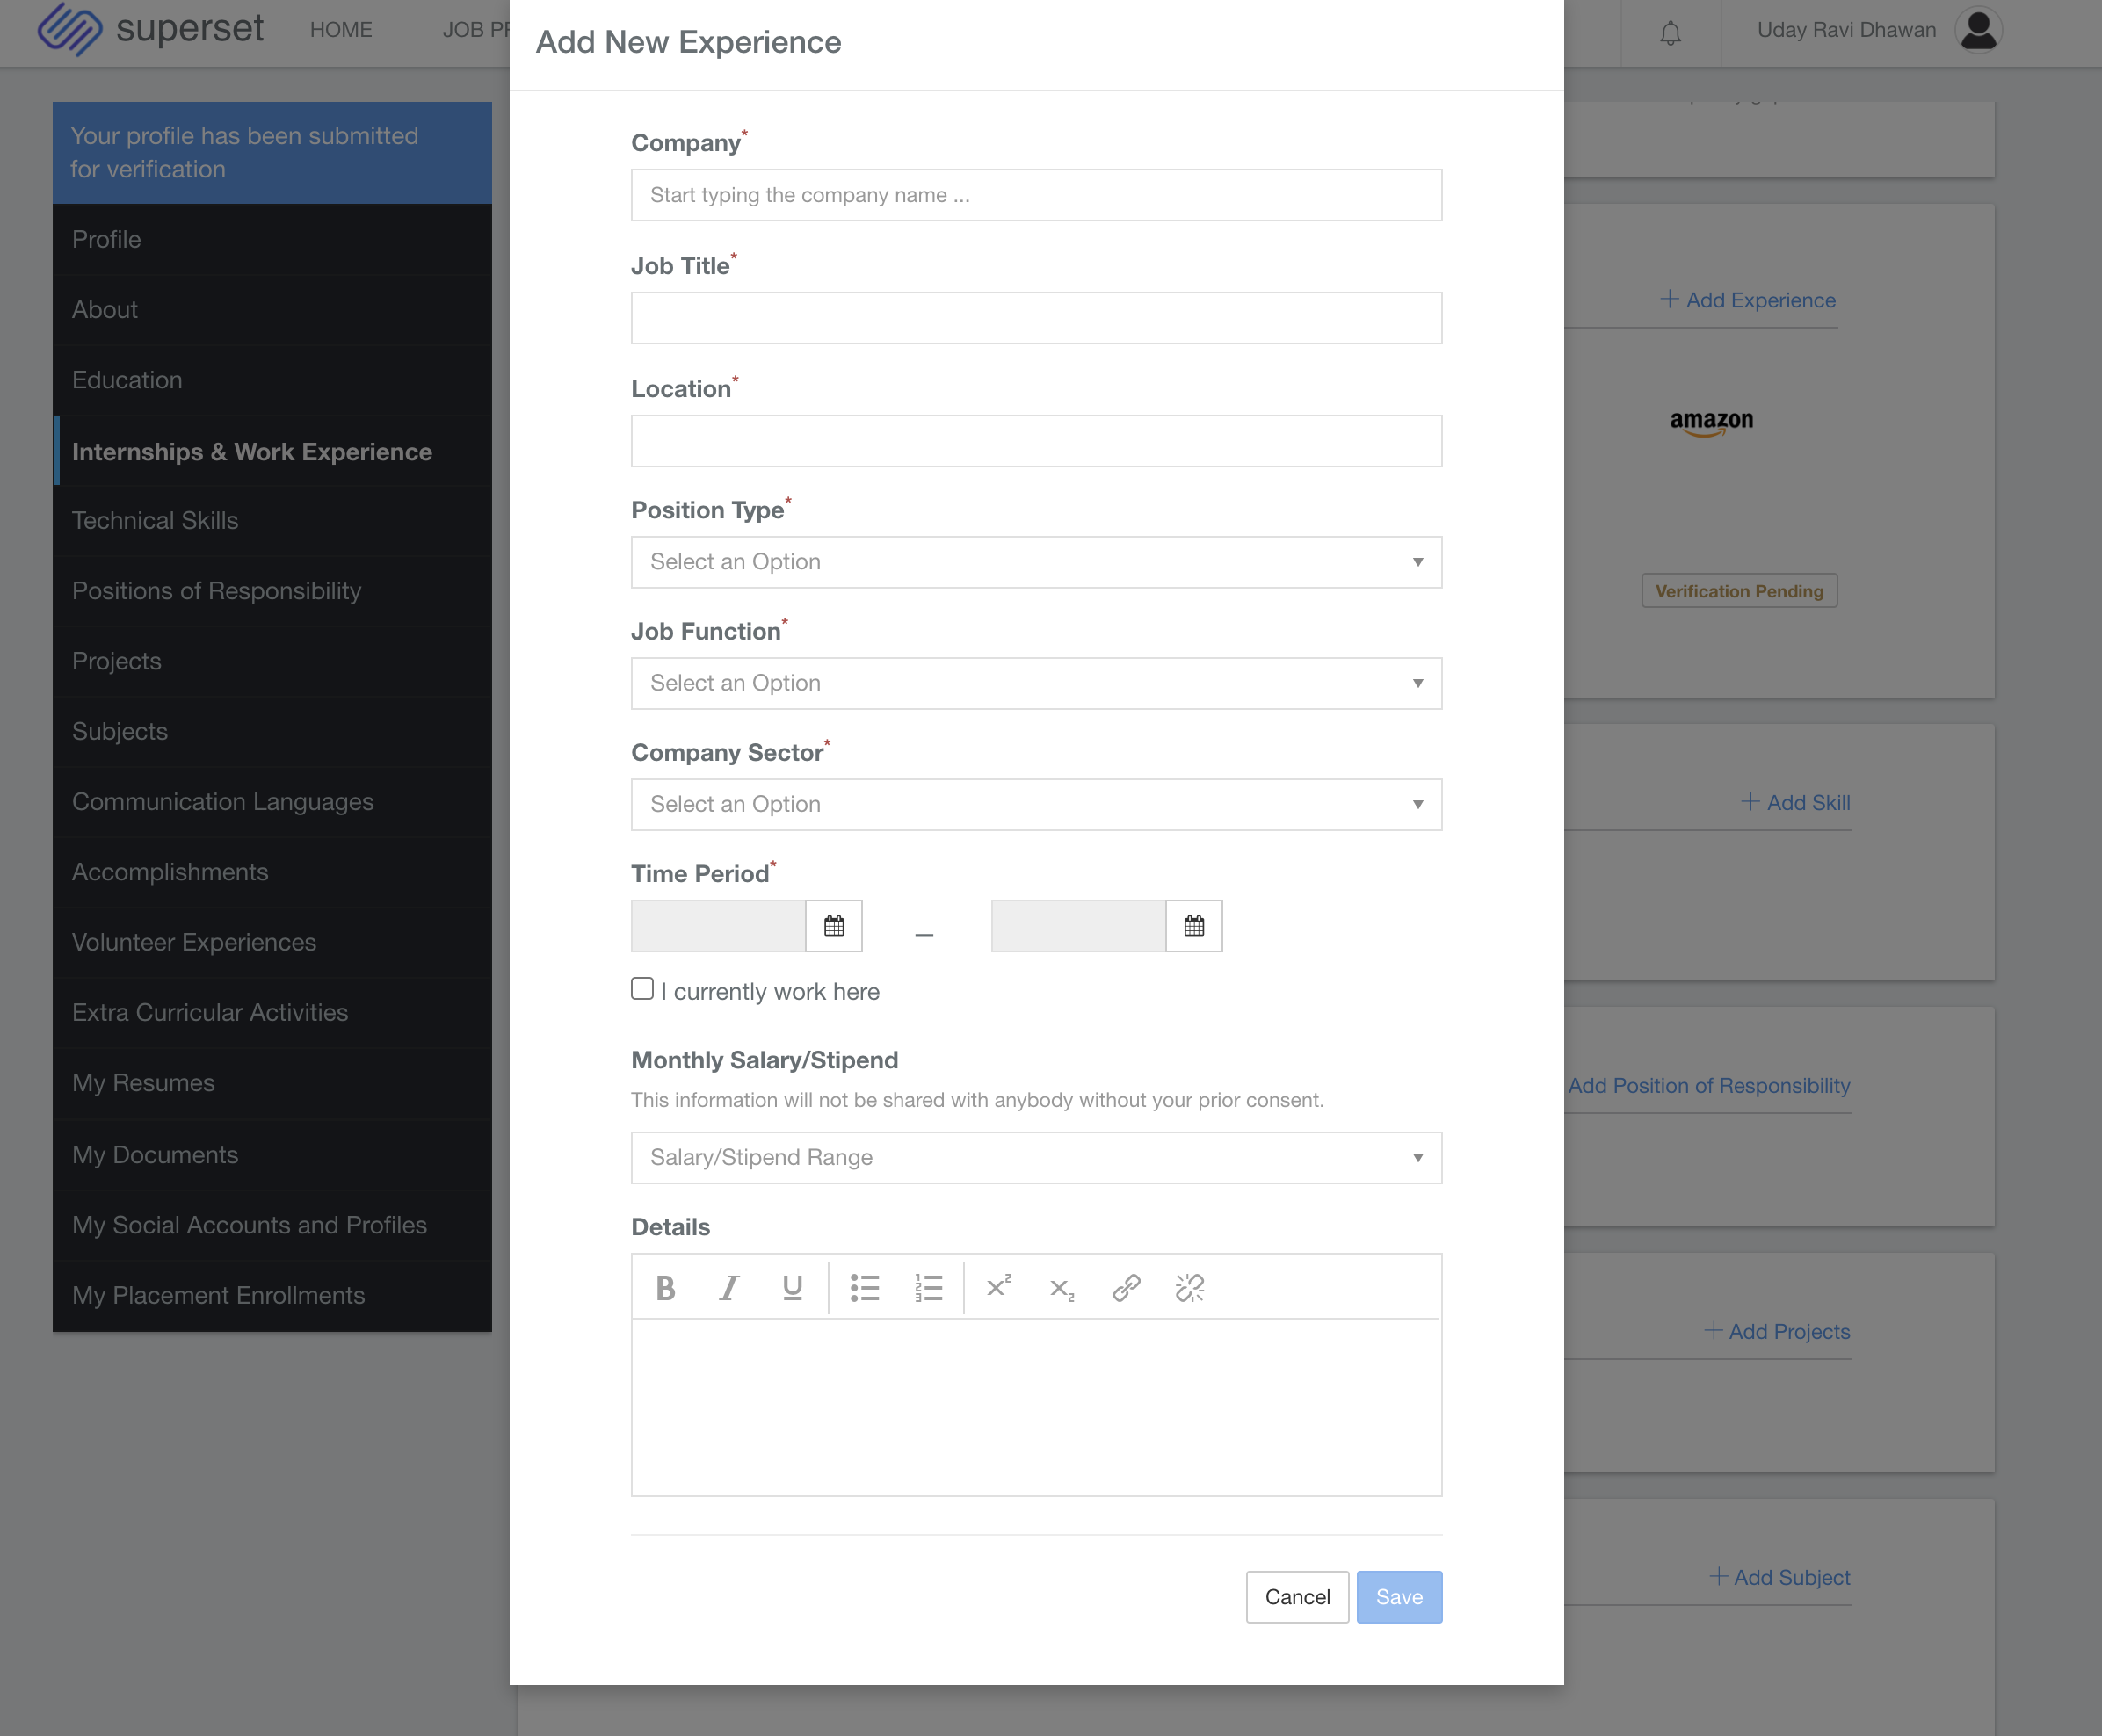 superset
HOME
JOB
Uday Ravi Dhawan
Add New Experience
Your profile has been submitted
for verification
Profile
About
Education
Internships & Work Experience
Technical Skills
Positions of Responsibility
Projects
Subjects
Communication Languages
Accomplishments
Volunteer Experiences
Extra Curricular Activities
My Resumes
My Documents
My Social Accounts and Profiles
My Placement Enrollments
Company*
Start typing the company name ...
Job Title*
Location*
Position Type*
Select an Option
Job Function*
Select an Option
Company Sector*
Select an Option
Time Period*
–
I currently work here
Monthly Salary/Stipend
This information will not be shared with anybody without your prior consent.
Salary/Stipend Range
Details
B I U x² x₂
Cancel Save
+ Add Experience
amazon
Verification Pending
+ Add Skill
Add Position of Responsibility
+ Add Projects
+ Add Subject